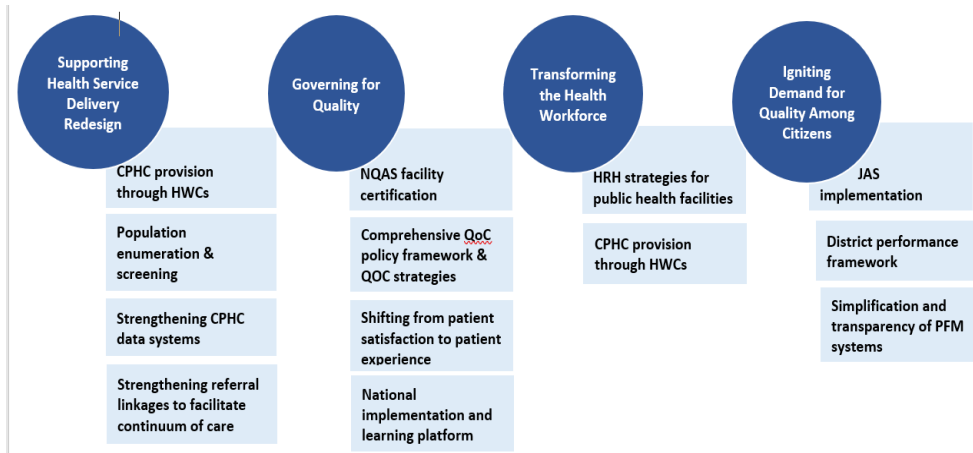 Supporting
Health Service
Delivery
Redesign
CPHC provision
through HWCs
Population
enumeration &
screening
Strengthening CPHC
data systems
Strengthening referral
linkages to facilitate
continuum of care
Governing for
Quality
NQAS facility
certification
Comprehensive QoC
policy framework &
QOC strategies
Shifting from patient
satisfaction to patient
experience
National
implementation and
learning platform
Transforming
the Health
Workforce
HRH strategies for
public health facilities
CPHC provision
through HWCs
Igniting
Demand for
Quality Among
Citizens
JAS
implementation
District performance
framework
Simplification and
transparency of PFM
systems